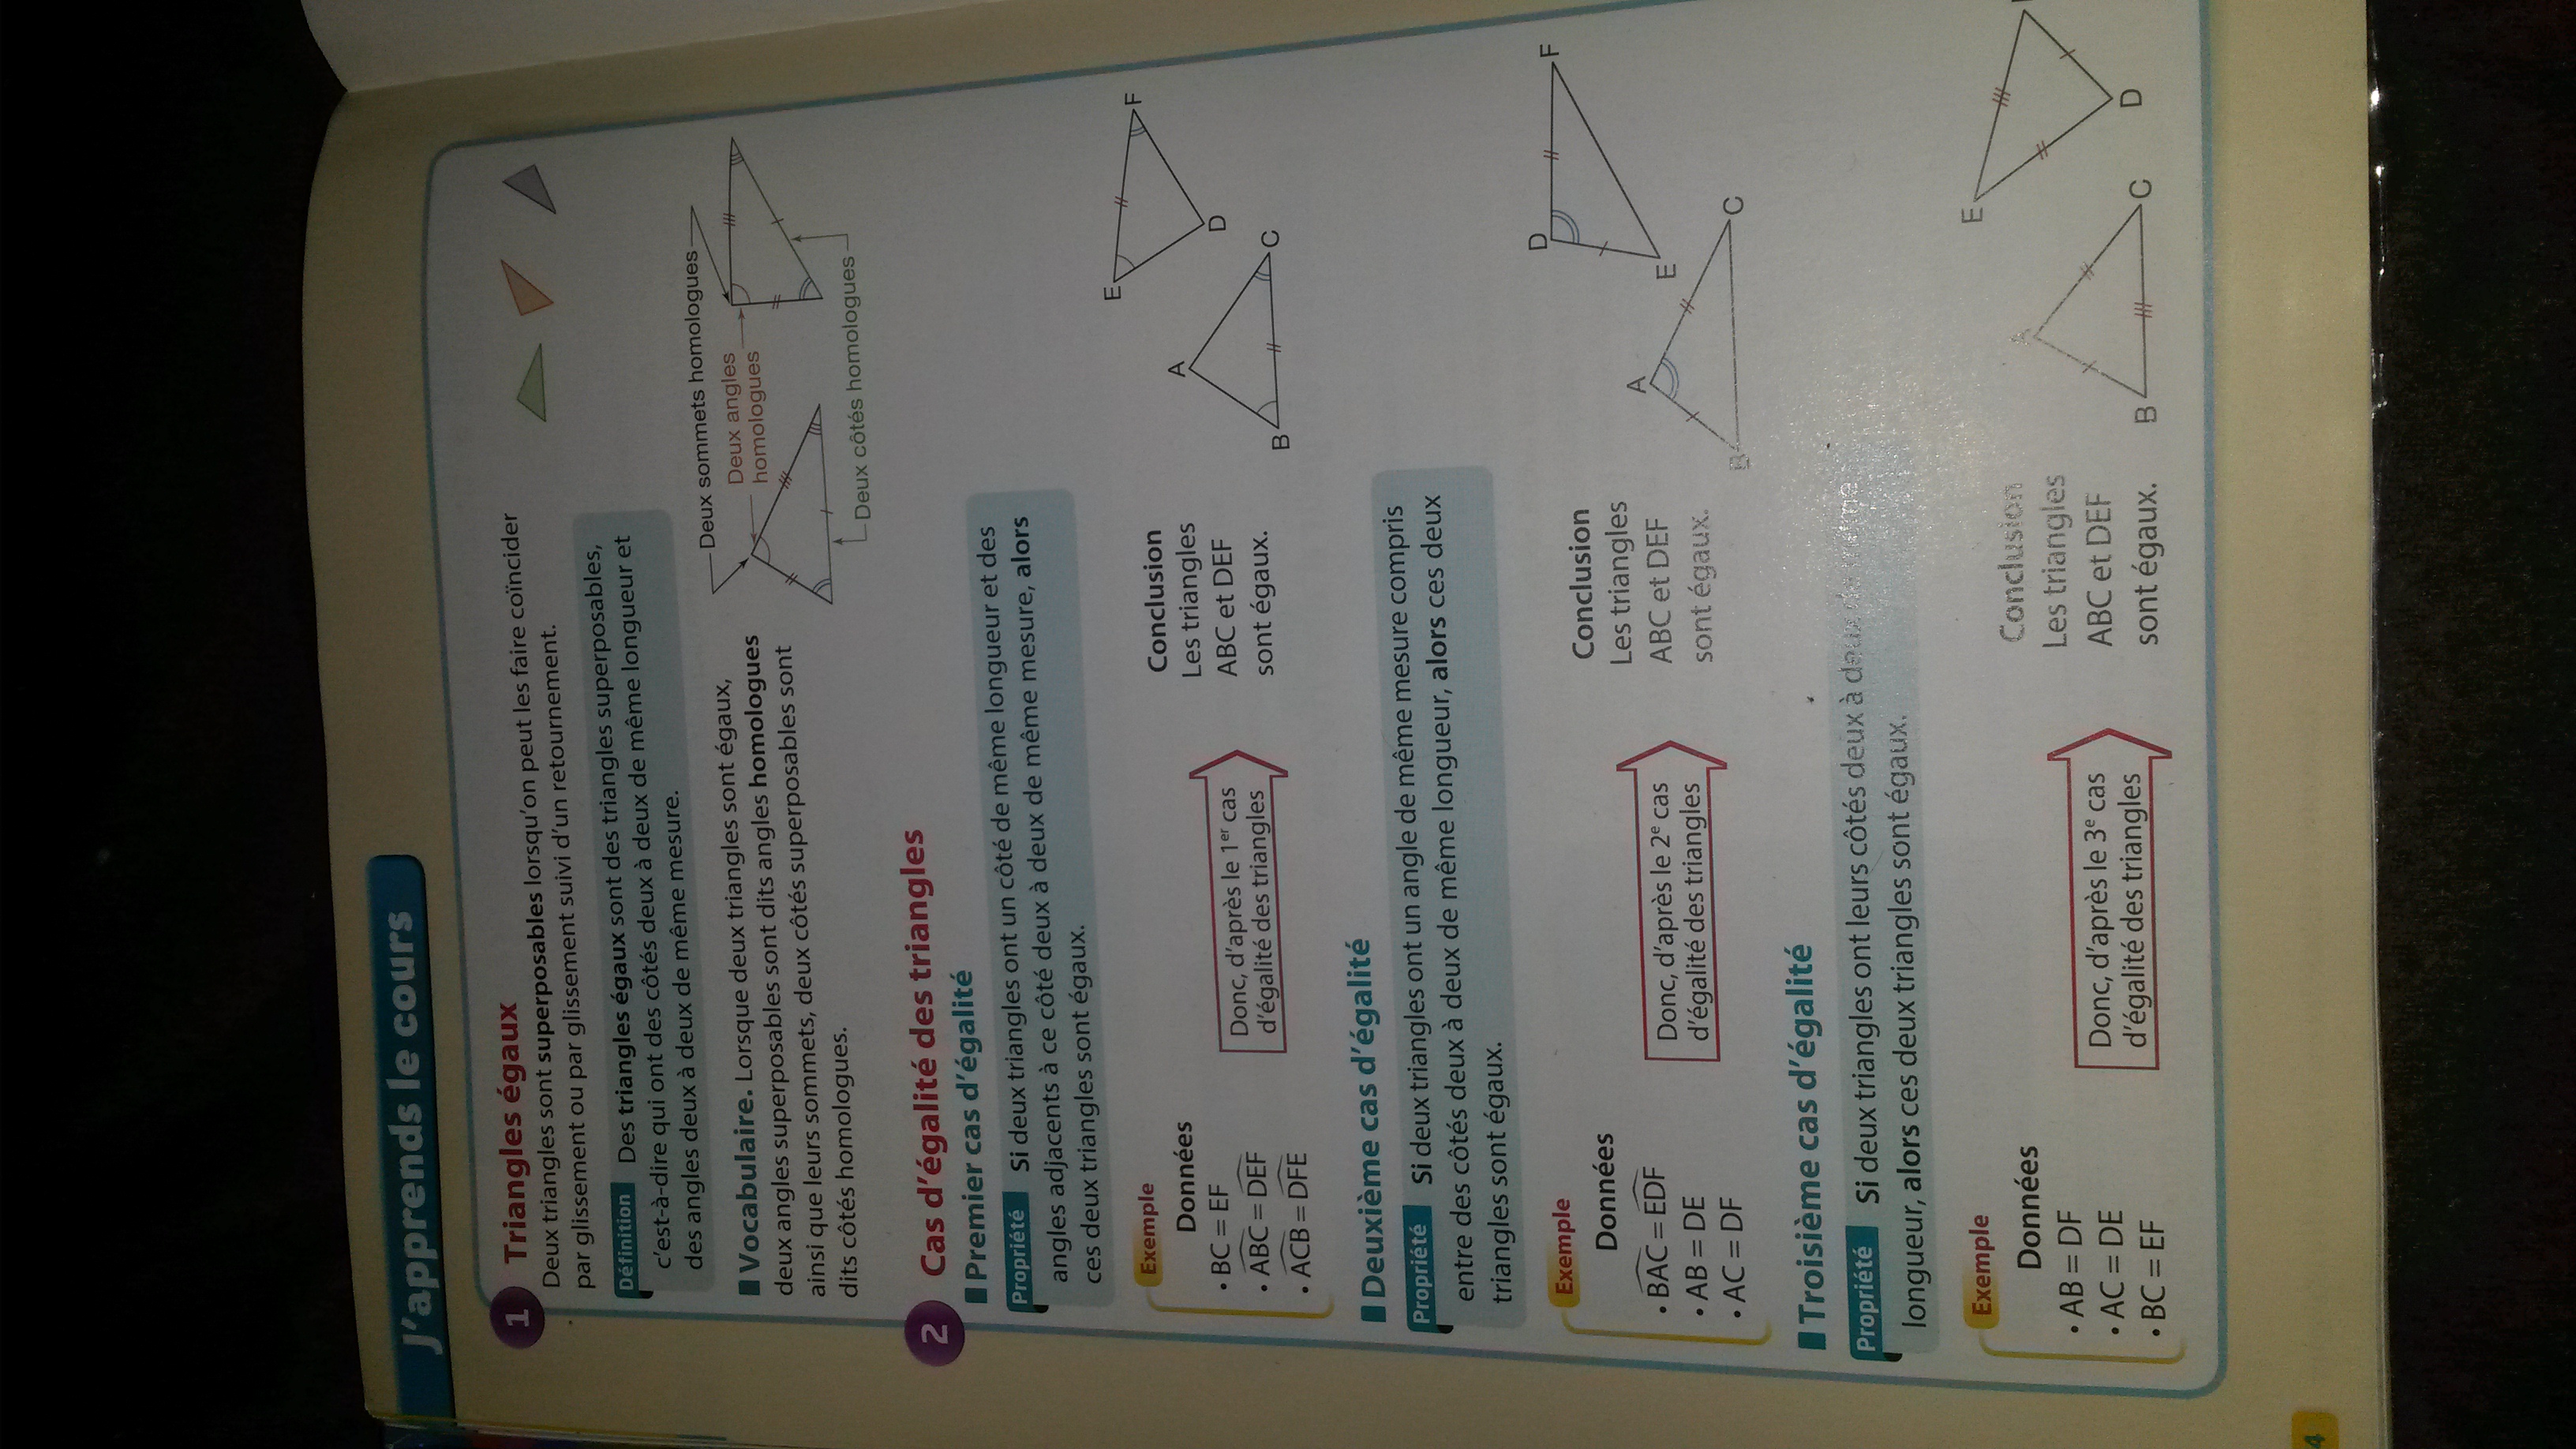 J'apprends le cours
1 Triangles égaux
Deux triangles sont superposables lorsqu'on peut les faire coïncider
par glissement ou par glissement suivi d'un retournement.
Définition Des triangles égaux sont des triangles superposables,
c'est-à-dire qui ont des côtés deux à deux de même longueur et
des angles deux à deux de même mesure.
Vocabulaire. Lorsque deux triangles sont égaux,
deux angles superposables sont dits angles homologues
ainsi que leurs sommets, deux côtés superposables sont
dits côtés homologues.
Deux sommets homologues
Deux angles
homologues
Deux côtés homologues
2 Cas d'égalité des triangles
Premier cas d'égalité
Propriété Si deux triangles ont un côté de même longueur et des
angles adjacents à ce côté deux à deux de même mesure, alors
ces deux triangles sont égaux.
Exemple
Données
• BC = EF
• ABC = DEF
• ACB = DFE
Donc, d'après le 1er cas
d'égalité des triangles
Conclusion
Les triangles
ABC et DEF
sont égaux.
E
F
D
A
B
C
Deuxième cas d'égalité
Propriété Si deux triangles ont un angle de même mesure compris
entre des côtés deux à deux de même longueur, alors ces deux
triangles sont égaux.
Exemple
Données
• BAC = EDF
• AB = DE
• AC = DF
Donc, d'après le 2e cas
d'égalité des triangles
Conclusion
Les triangles
ABC et DEF
sont égaux.
D
F
E
A
B
C
Troisième cas d'égalité
Propriété Si deux triangles ont leurs côtés deux à deux de même
longueur, alors ces deux triangles sont égaux.
Exemple
Données
• AB = DF
• AC = DE
• BC = EF
Donc, d'après le 3e cas
d'égalité des triangles
Conclusion
Les triangles
ABC et DEF
sont égaux.
E
D
A
B
C
4